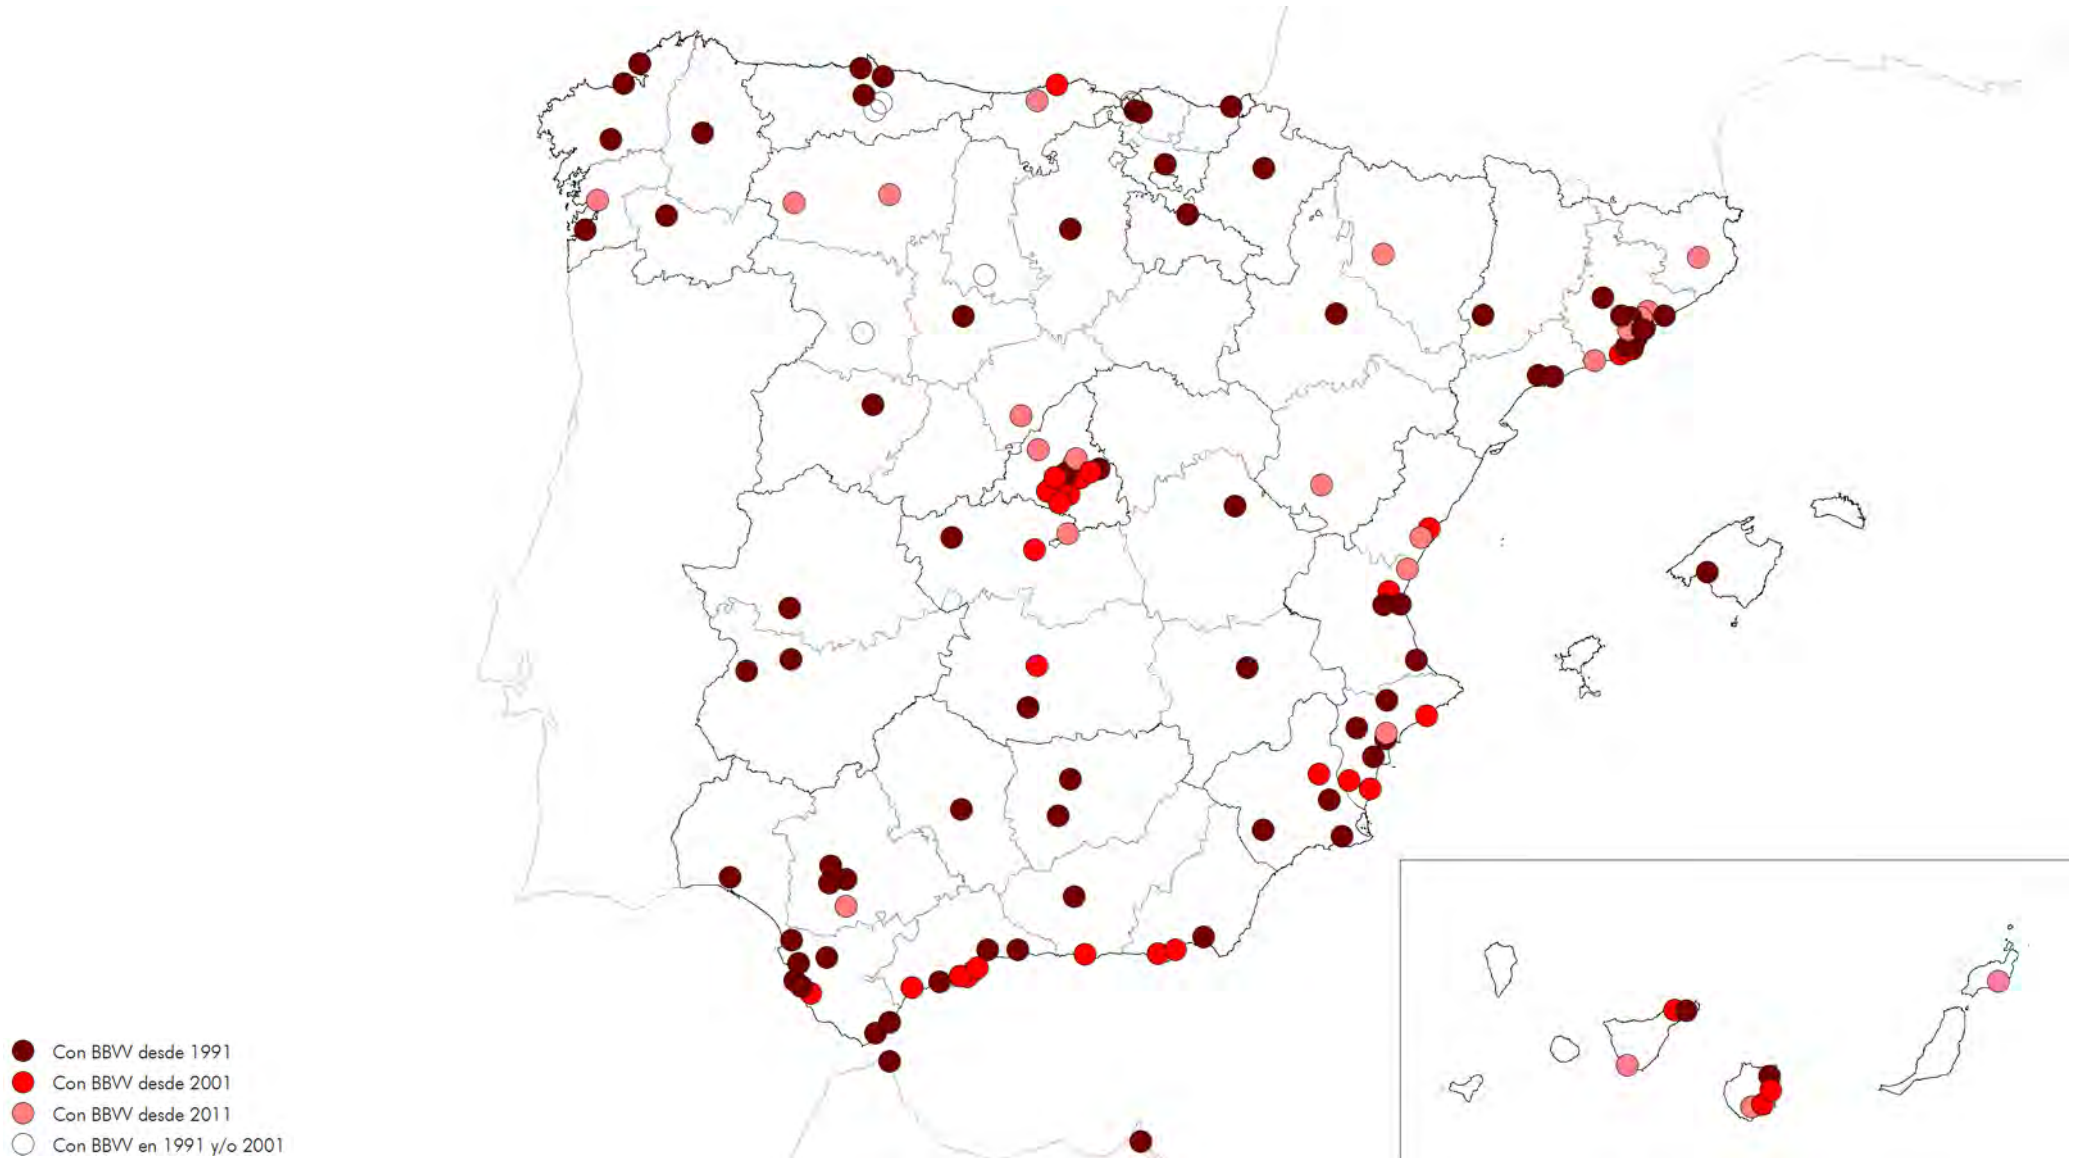 Con BBVV desde 1991
Con BBVV desde 2001
Con BBVV desde 2011
Con BBVV en 1991 y/o 2001